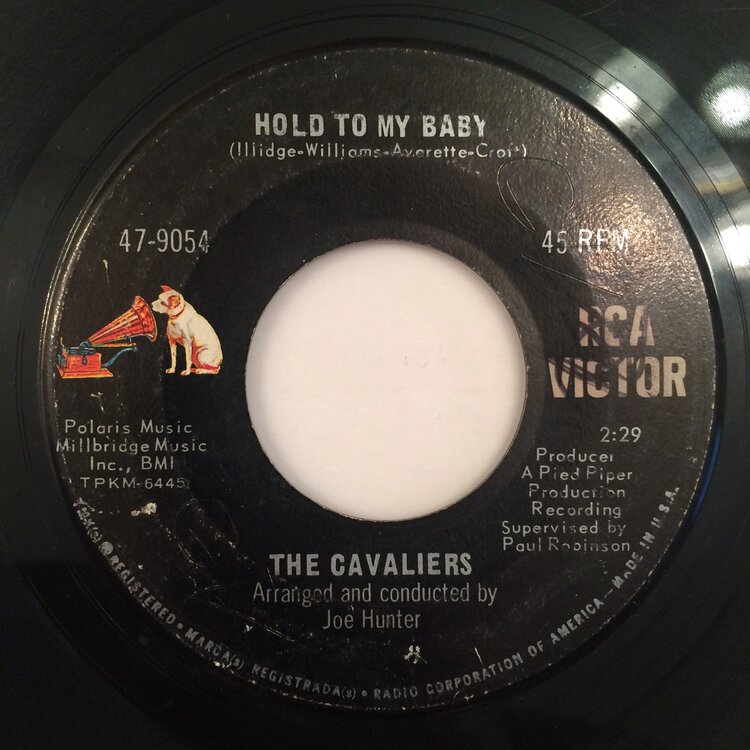 HOLD TO MY BABY
(Illidge-Williams-Averette-Croft)
47-9054
45 RPM
RCA
VICTOR
Polaris Music
Millbridge Music
Inc., BMI
TPKM-6445
2:29
Producer
A Pied Piper
Production
Recording
Supervised by
Paul Robinson
THE CAVALIERS
Arranged and conducted by
Joe Hunter
REGISTERED • MARCA(s) REGISTRADA(s) • RADIO CORPORATION OF AMERICA – MADE IN U.S.A.